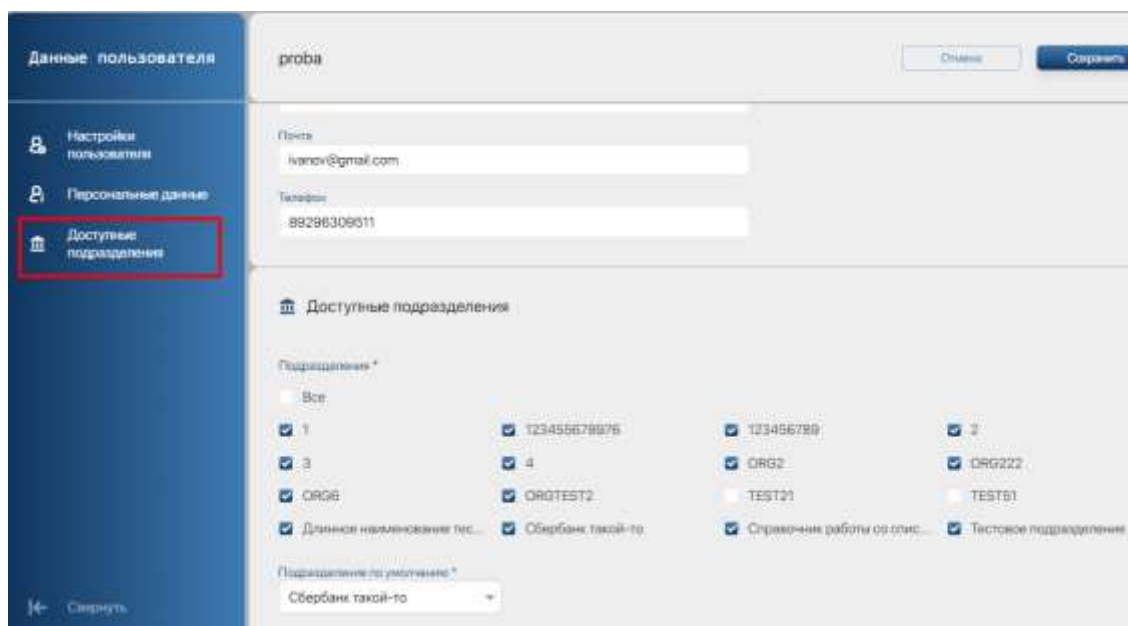 Данные пользователя
proba
Отмена
Сохранить
Настройки
пользователя
Персональные данные
Доступные
подразделения
Почта
ivanov@gmail.com
Телефон
89296309511
Доступные подразделения
Подразделения *
Все
1
123455678976
123456789
2
3
4
ORG2
ORG222
ORG6
ORGTEST2
TEST21
TEST51
Длинное наименование тес...
Сбербанк такой-то
Справочник работы со спис...
Тестовое подразделение
Подразделение по умолчанию *
Сбербанк такой-то
Свернуть